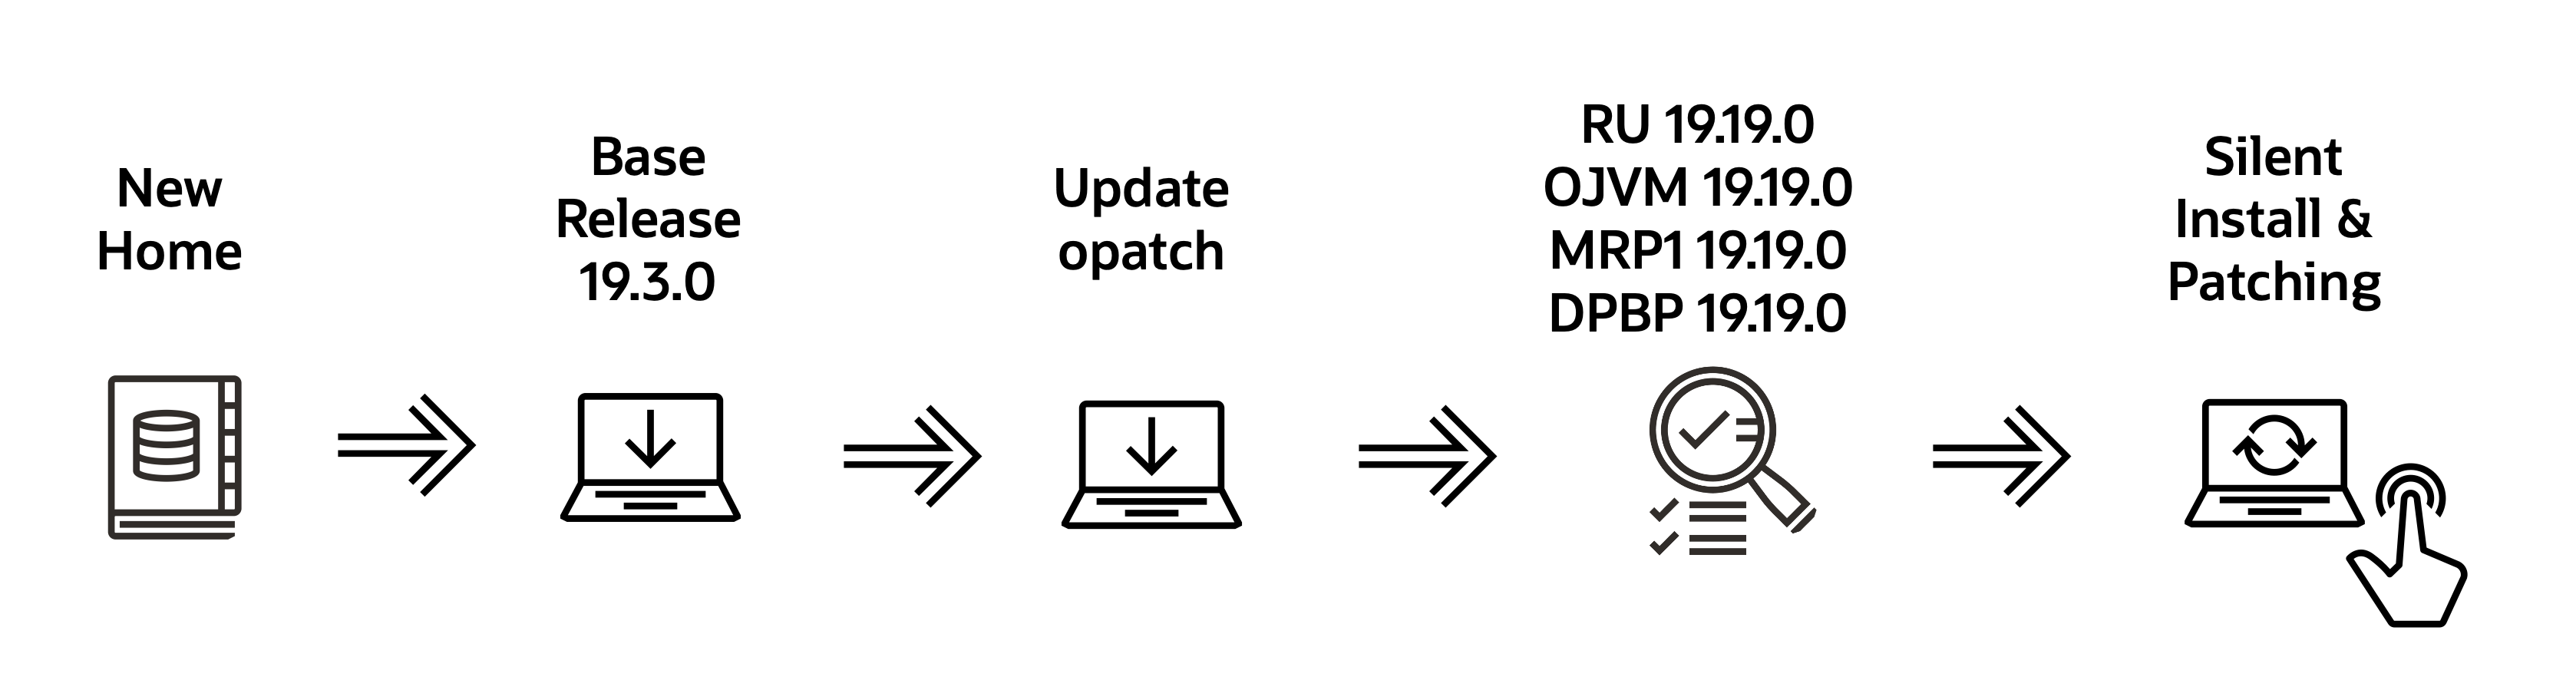 New
Home
Base
Release
19.3.0
Update
opatch
RU 19.19.0
OJVM 19.19.0
MRP1 19.19.0
DPBP 19.19.0
Silent
Install &
Patching